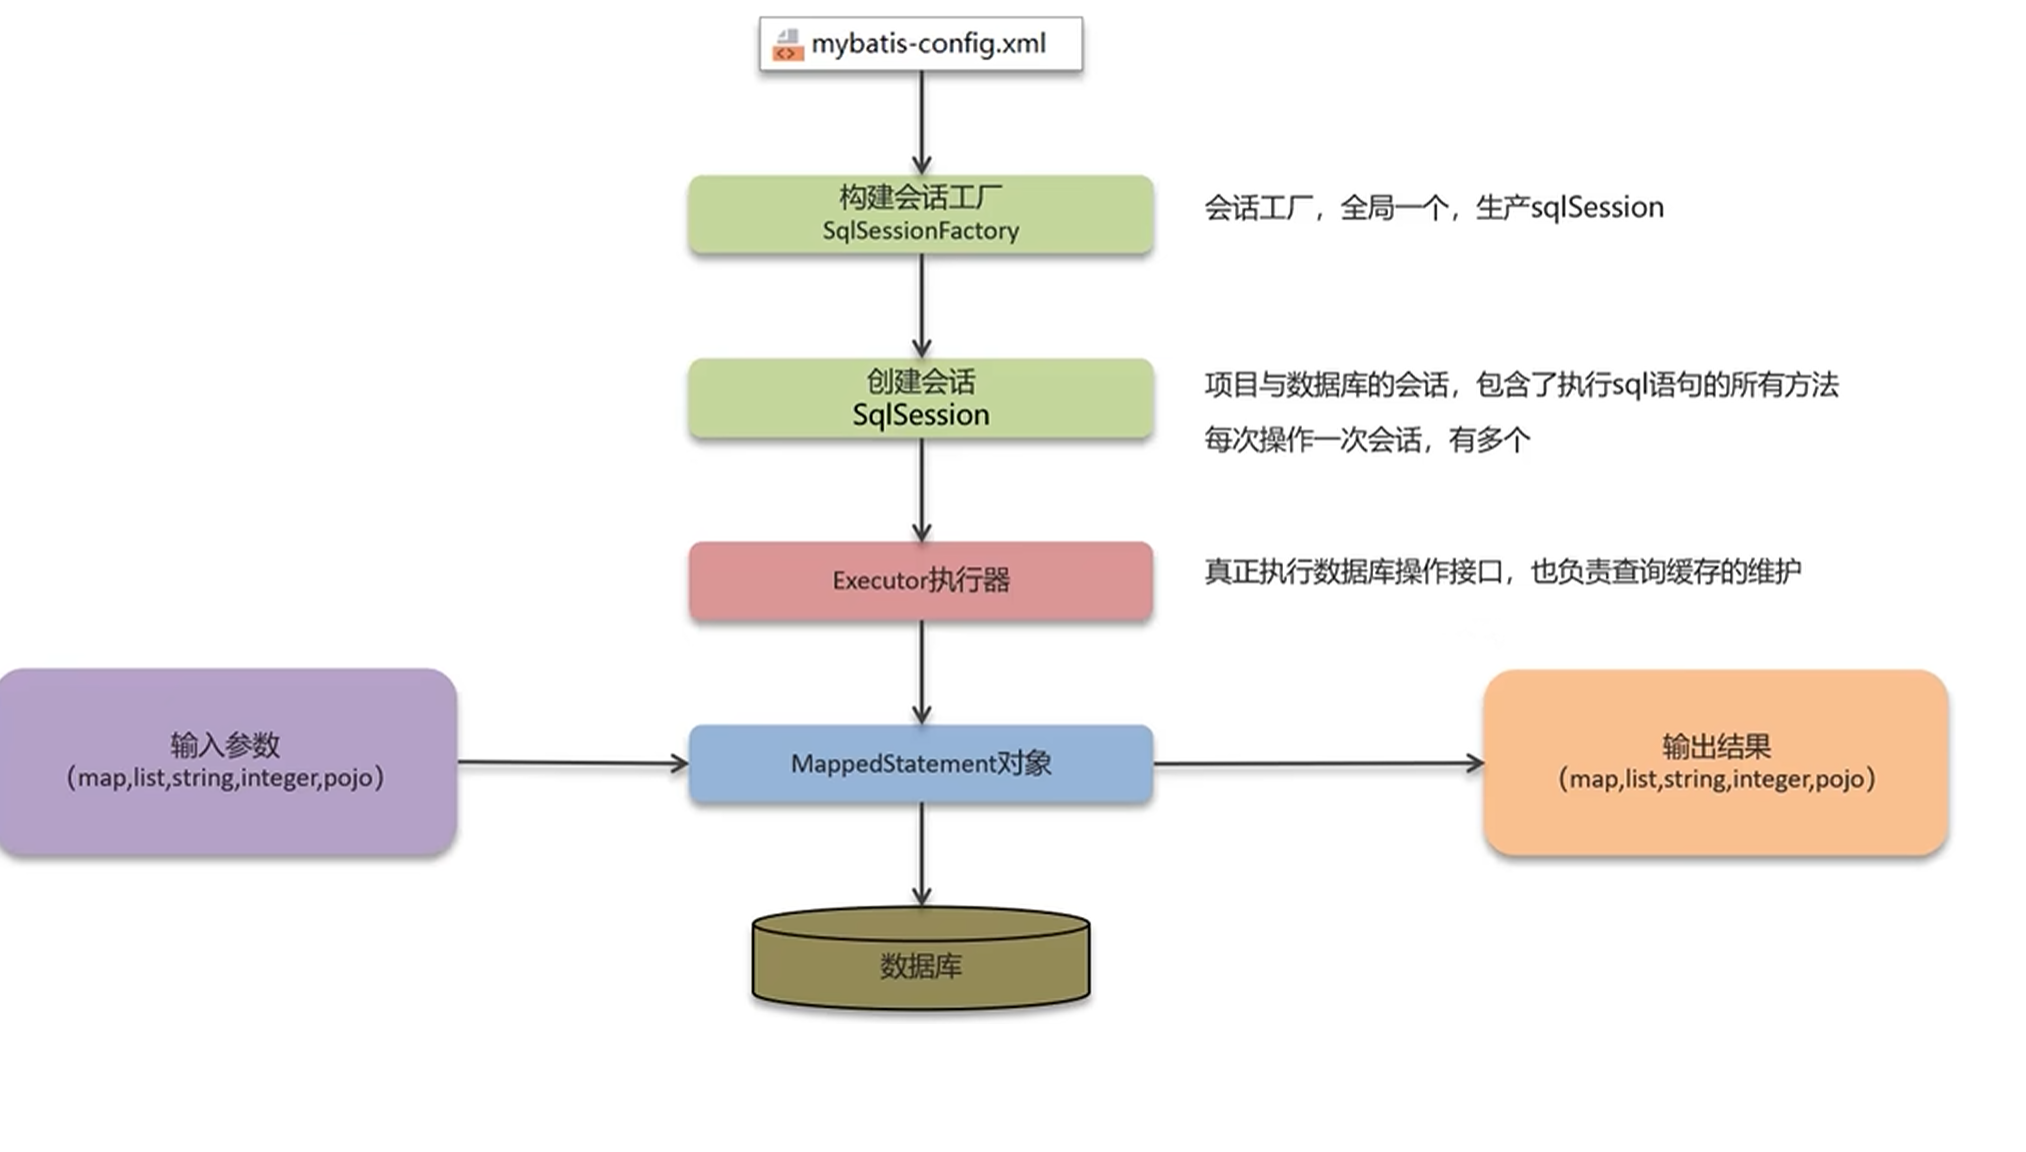 mybatis-config.xml
构建会话工厂
SqlSessionFactory
会话工厂，全局一个，生产sqlSession
创建会话
SqlSession
项目与数据库的会话，包含了执行sql语句的所有方法
每次操作一次会话，有多个
Executor执行器
真正执行数据库操作接口，也负责查询缓存的维护
输入参数
（map,list,string,integer,pojo）
MappedStatement对象
输出结果
（map,list,string,integer,pojo）
数据库